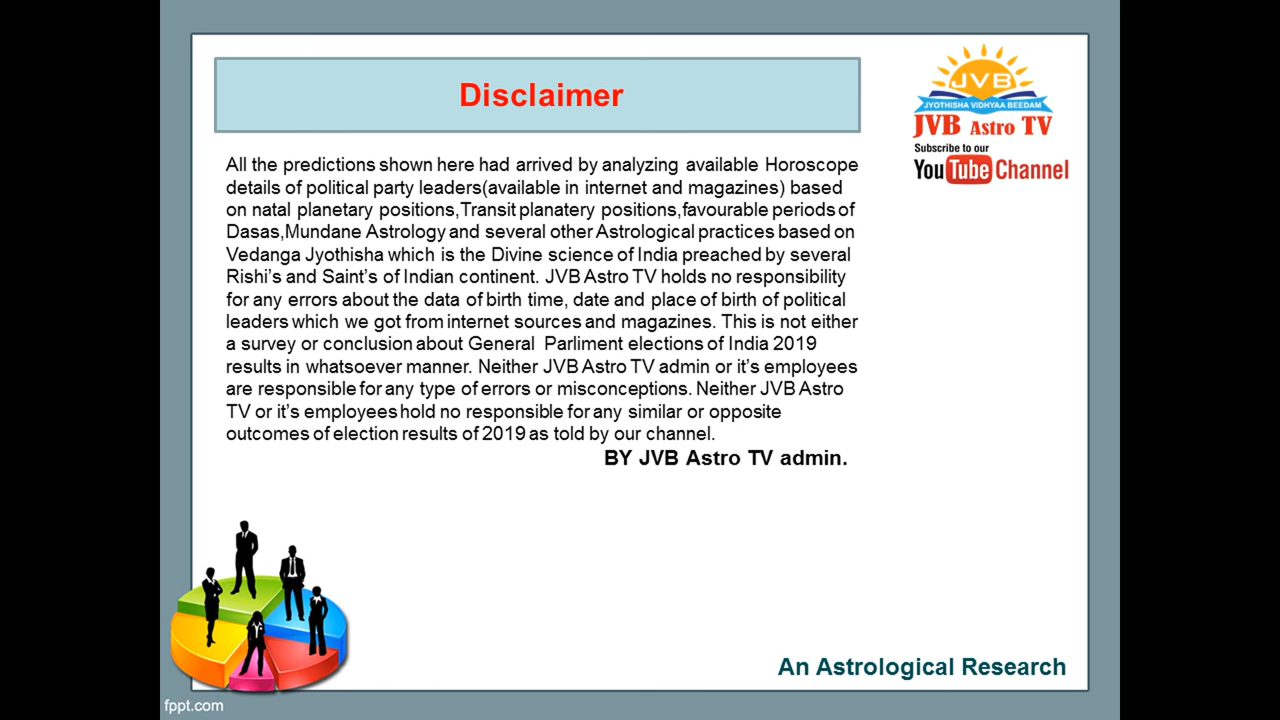 Disclaimer
JVB
JYOTHISHA VIDHYAA BEEDAM
JVB Astro TV
Subscribe to our
YouTube Channel
All the predictions shown here had arrived by analyzing available Horoscope
details of political party leaders(available in internet and magazines) based
on natal planetary positions,Transit planatery positions,favourable periods of
Dasas,Mundane Astrology and several other Astrological practices based on
Vedanga Jyothisha which is the Divine science of India preached by several
Rishi's and Saint's of Indian continent. JVB Astro TV holds no responsibility
for any errors about the data of birth time, date and place of birth of political
leaders which we got from internet sources and magazines. This is not either
a survey or conclusion about General Parliment elections of India 2019
results in whatsoever manner. Neither JVB Astro TV admin or it's employees
are responsible for any type of errors or misconceptions. Neither JVB Astro
TV or it's employees hold no responsible for any similar or opposite
outcomes of election results of 2019 as told by our channel.
BY JVB Astro TV admin.
An Astrological Research
fppt.com